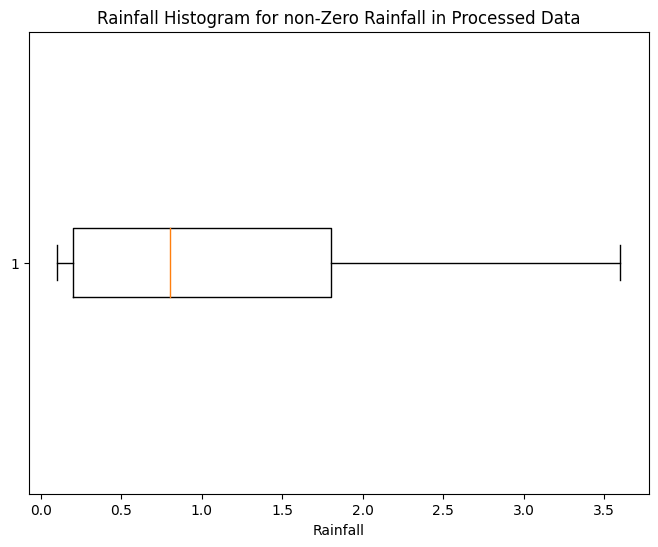 Rainfall Histogram for non-Zero Rainfall in Processed Data
1
0.0 0.5 1.0 1.5 2.0 2.5 3.0 3.5
Rainfall